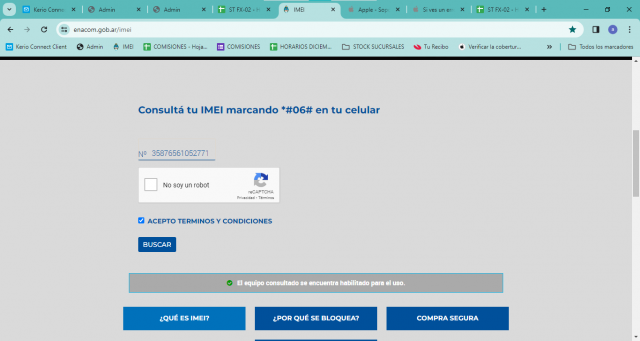 Kerio Connect
Admin
Admin
ST FX-02 -
IMEI
Apple - Sop
Si ves un err
ST FX-02 -
enacom.gob.ar/imei
Kerio Connect Client
Admin
IMEI
COMISIONES - Hoja...
COMISIONES
HORARIOS DICIEM...
STOCK SUCURSALES
Tu Recibo
Verificar la cobertur...
»
Todos los marcadores
Consultá tu IMEI marcando *#06# en tu celular
Nº 35876561052771
No soy un robot
reCAPTCHA
Privacidad - Términos
ACEPTO TERMINOS Y CONDICIONES
BUSCAR
El equipo consultado se encuentra habilitado para el uso.
¿QUÉ ES IMEI?
¿POR QUÉ SE BLOQUEA?
COMPRA SEGURA